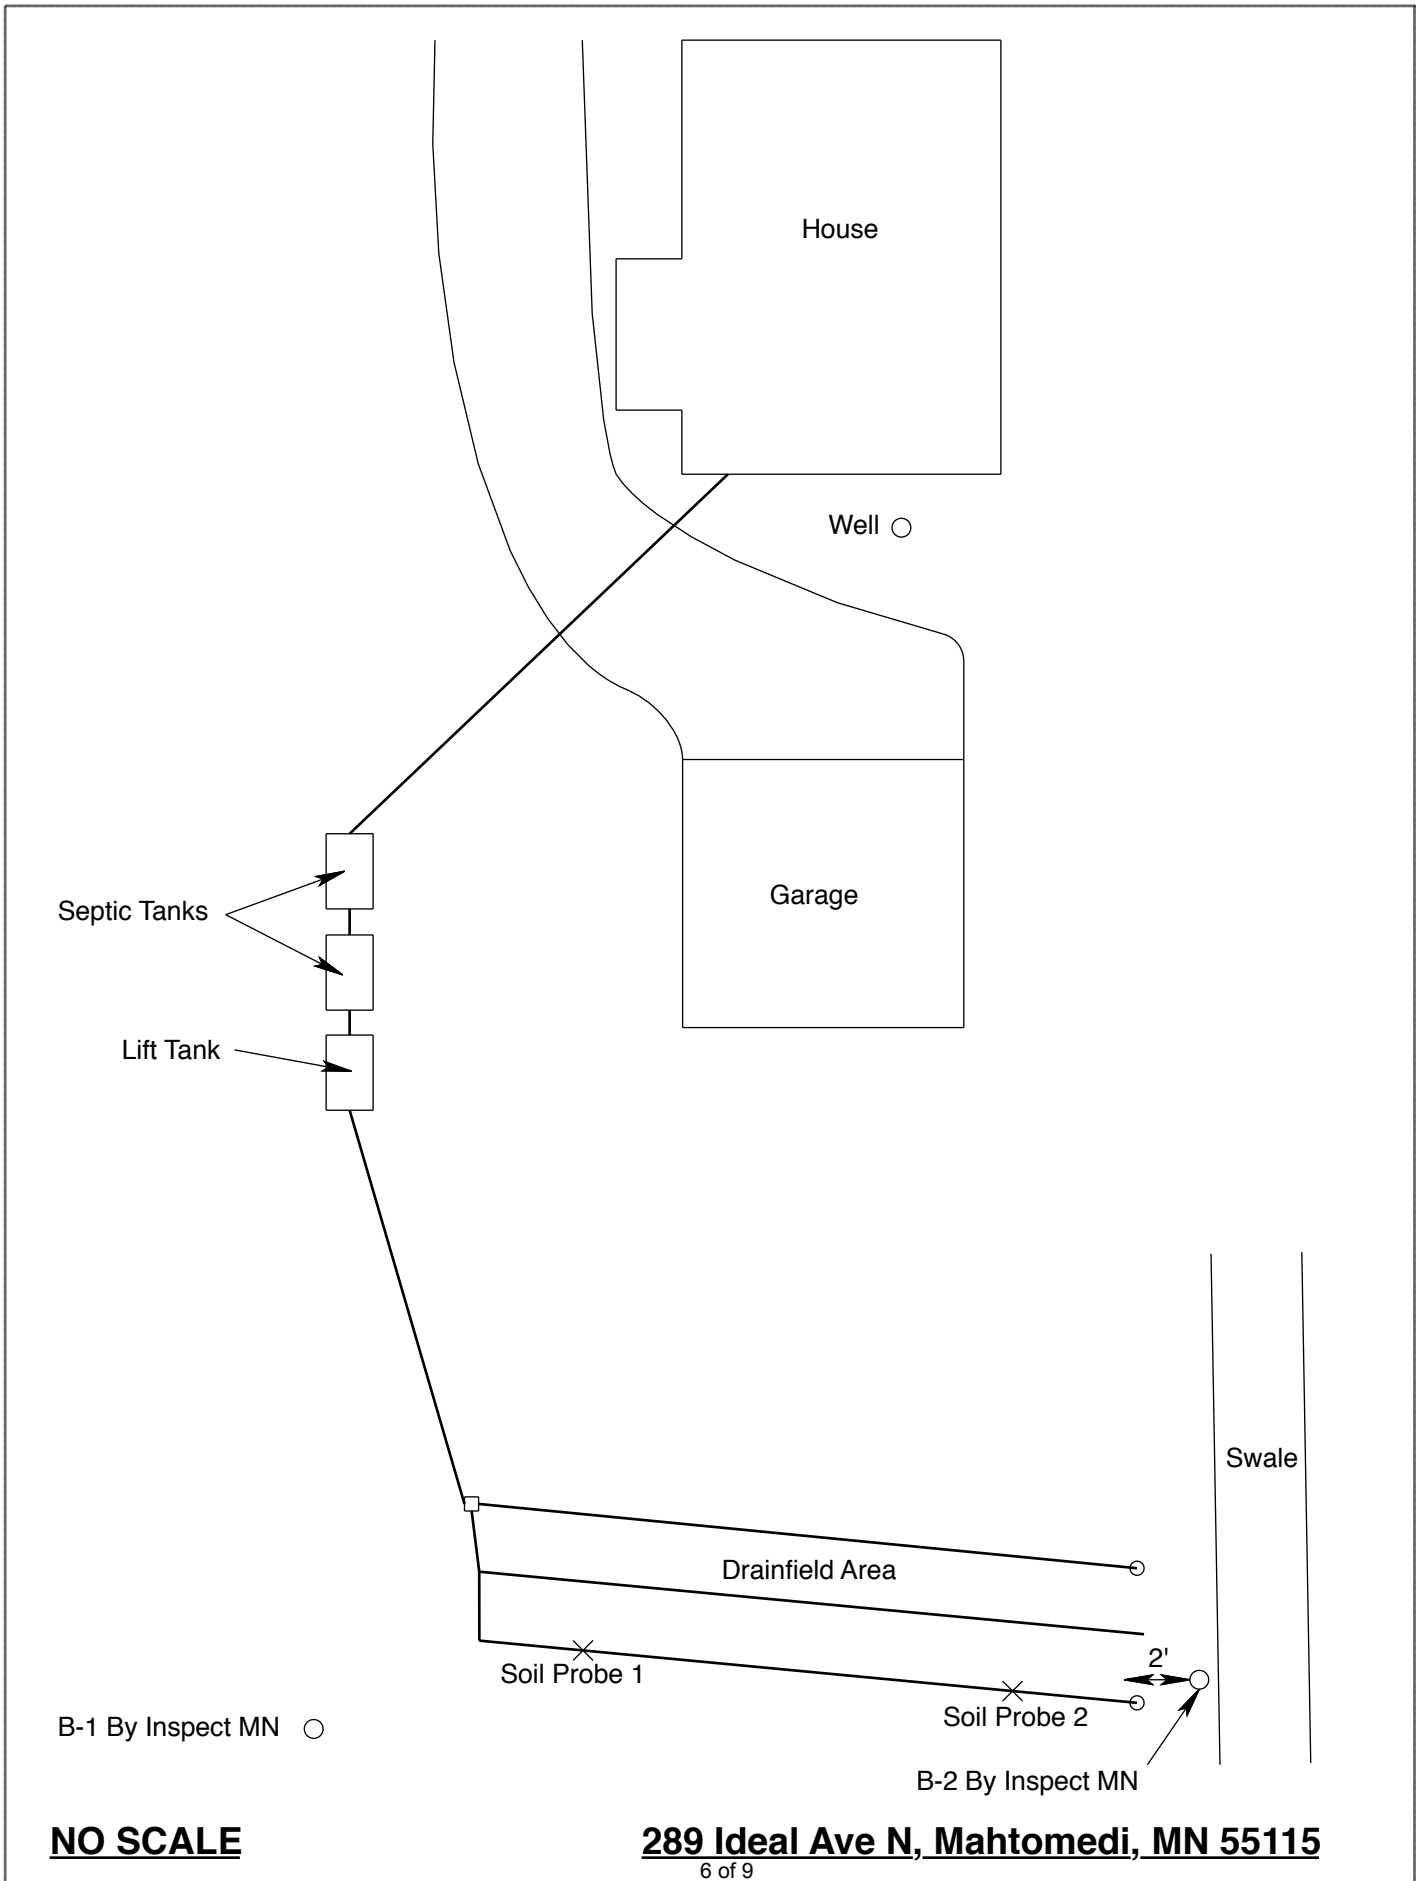 House
Well
Septic Tanks
Garage
Lift Tank
Swale
Drainfield Area
2'
Soil Probe 1
Soil Probe 2
B-1 By Inspect MN
B-2 By Inspect MN
NO SCALE
289 Ideal Ave N, Mahtomedi, MN 55115
6 of 9